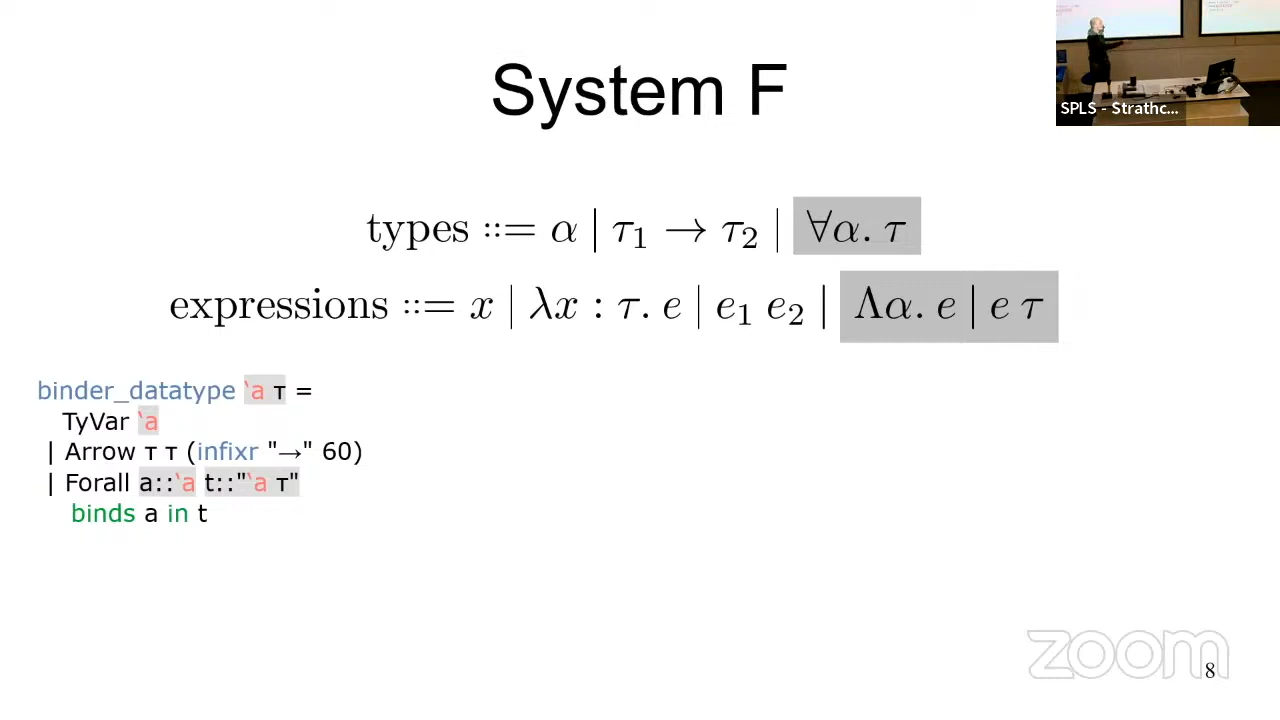 System F
SPLS - Strathc...
types ::= α | τ₁ → τ₂ | ∀α. τ
expressions ::= x | λx : τ. e | e₁ e₂ | Λα. e | e τ
binder_datatype 'a τ =
TyVar 'a
| Arrow τ τ (infixr "→" 60)
| Forall a::'a t::"'a τ"
binds a in t
zoom
8